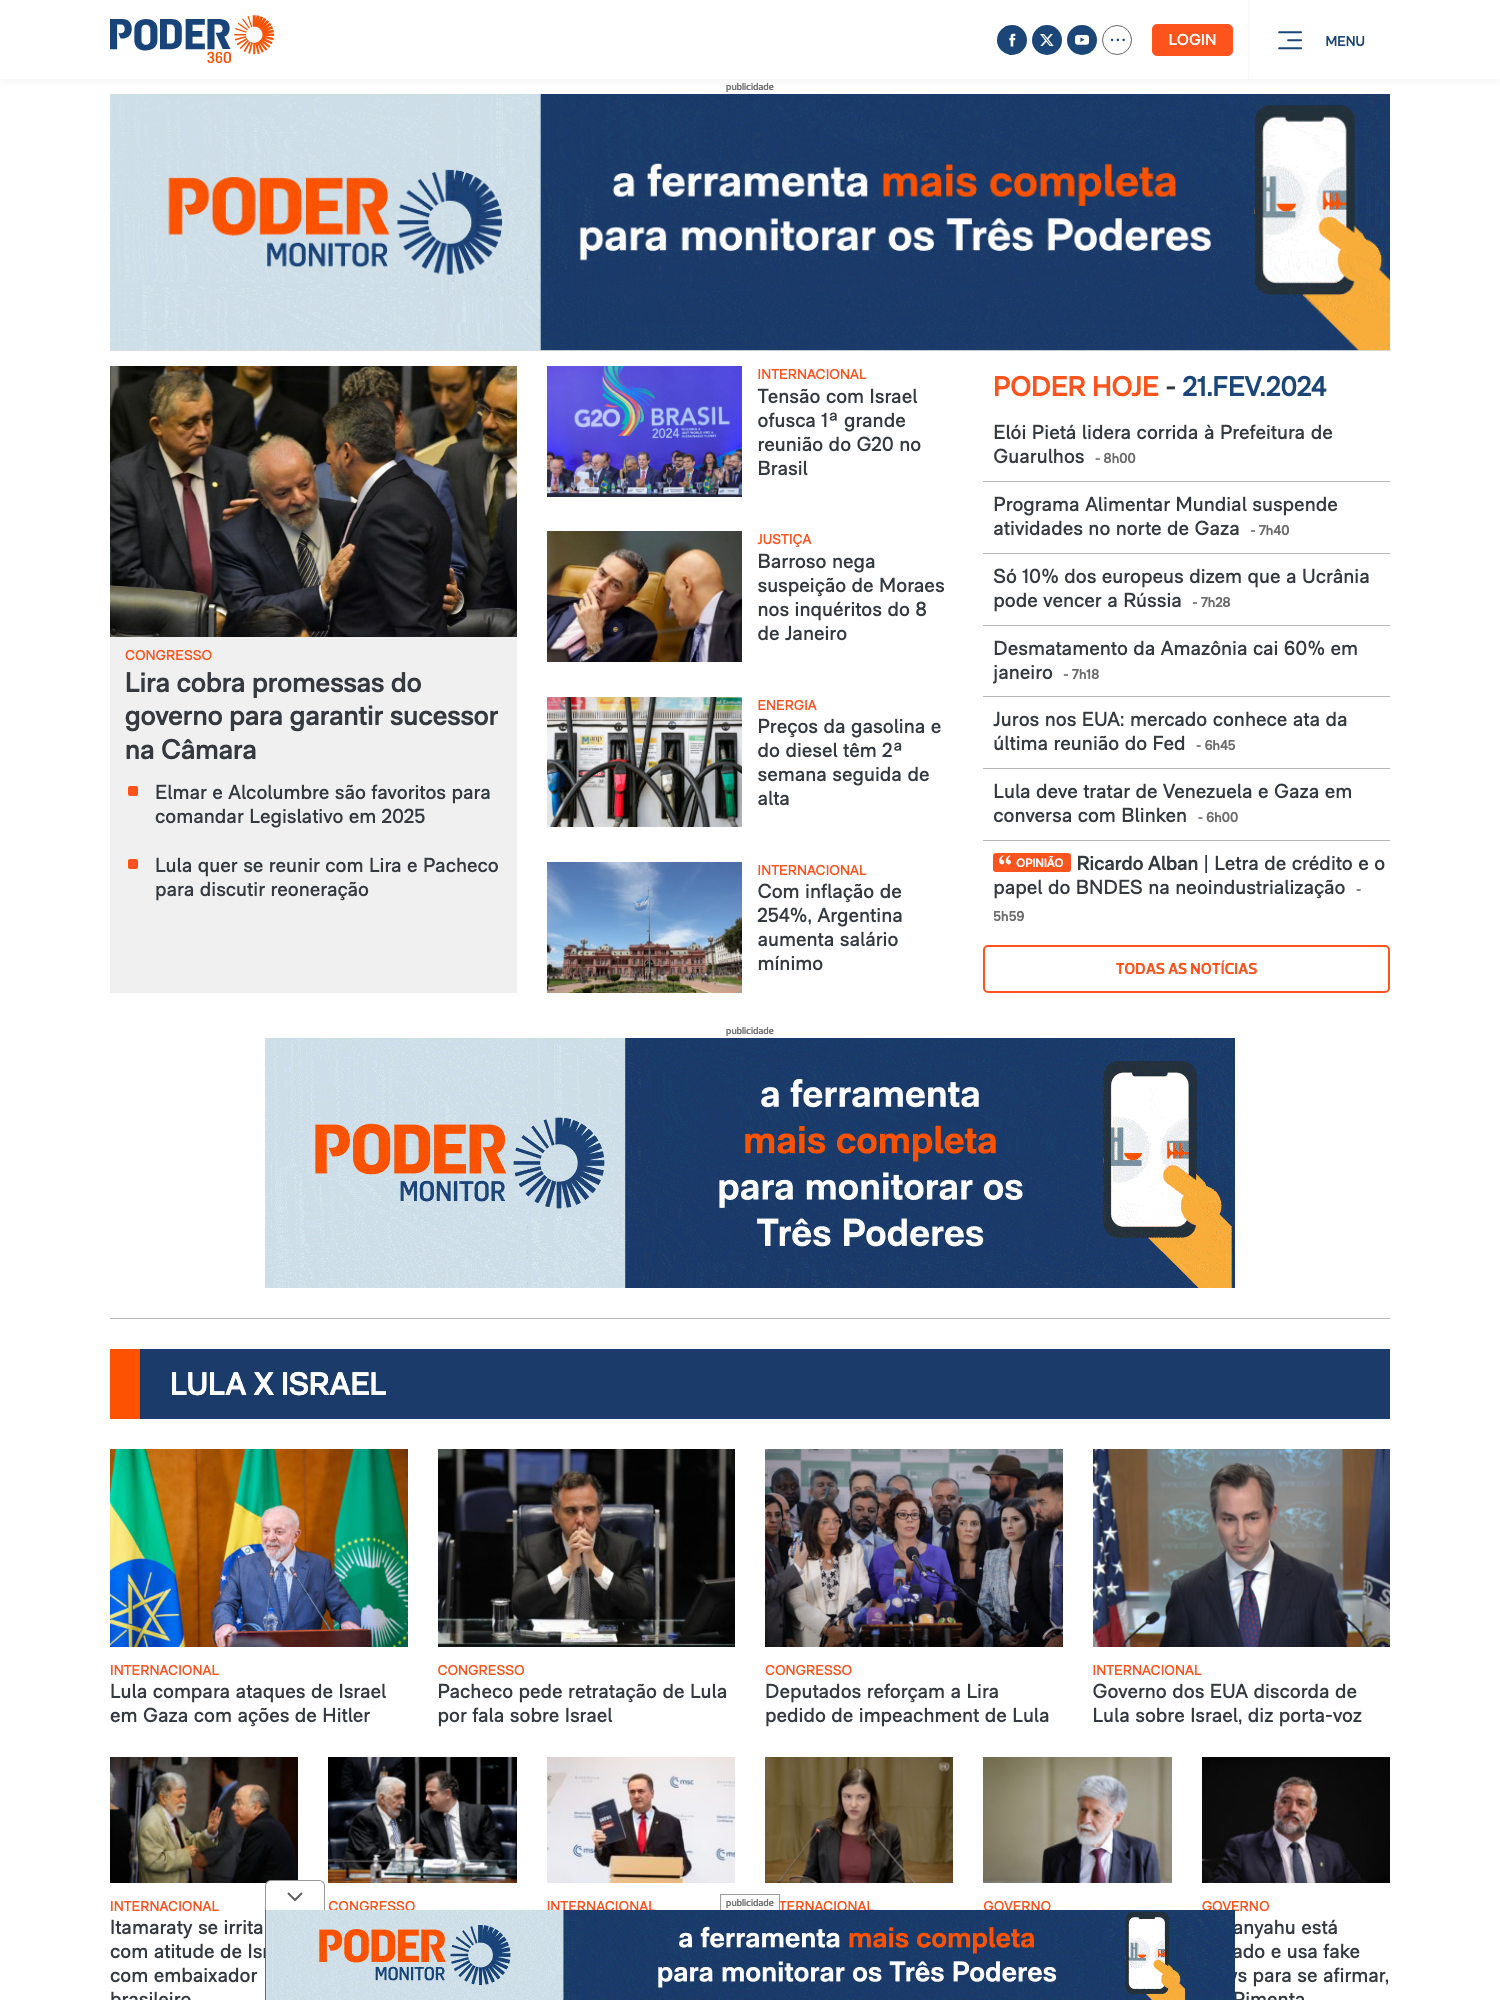 PODER
360
LOGIN
MENU
publicidade
PODER
MONITOR
a ferramenta mais completa
para monitorar os Três Poderes
CONGRESSO
Lira cobra promessas do
governo para garantir sucessor
na Câmara
Elmar e Alcolumbre são favoritos para
comandar Legislativo em 2025
Lula quer se reunir com Lira e Pacheco
para discutir reoneração
G20 BRASIL
2024
INTERNACIONAL
Tensão com Israel
ofusca 1ª grande
reunião do G20 no
Brasil
JUSTIÇA
Barroso nega
suspeição de Moraes
nos inquéritos do 8
de Janeiro
ENERGIA
Preços da gasolina e
do diesel têm 2ª
semana seguida de
alta
INTERNACIONAL
Com inflação de
254%, Argentina
aumenta salário
mínimo
PODER HOJE - 21.FEV.2024
Elói Pietá lidera corrida à Prefeitura de
Guarulhos - 8h00
Programa Alimentar Mundial suspende
atividades no norte de Gaza - 7h40
Só 10% dos europeus dizem que a Ucrânia
pode vencer a Rússia - 7h28
Desmatamento da Amazônia cai 60% em
janeiro - 7h18
Juros nos EUA: mercado conhece ata da
última reunião do Fed - 6h45
Lula deve tratar de Venezuela e Gaza em
conversa com Blinken - 6h00
“ OPINIÃO Ricardo Alban | Letra de crédito e o
papel do BNDES na neoindustrialização -
5h59
TODAS AS NOTÍCIAS
publicidade
PODER
MONITOR
a ferramenta
mais completa
para monitorar os
Três Poderes
LULA X ISRAEL
INTERNACIONAL
Lula compara ataques de Israel
em Gaza com ações de Hitler
CONGRESSO
Pacheco pede retratação de Lula
por fala sobre Israel
CONGRESSO
Deputados reforçam a Lira
pedido de impeachment de Lula
INTERNACIONAL
Governo dos EUA discorda de
Lula sobre Israel, diz porta-voz
msc
INTERNACIONAL
Itamaraty se irrita
com atitude de Isr
com embaixador
brasileiro
CONGRESSO
INTERNACIONAL
publicidade
TERNACIONAL
GOVERNO
GOVERNO
anyahu está
ado e usa fake
vs para se afirmar,
Pimenta
PODER
MONITOR
a ferramenta mais completa
para monitorar os Três Poderes